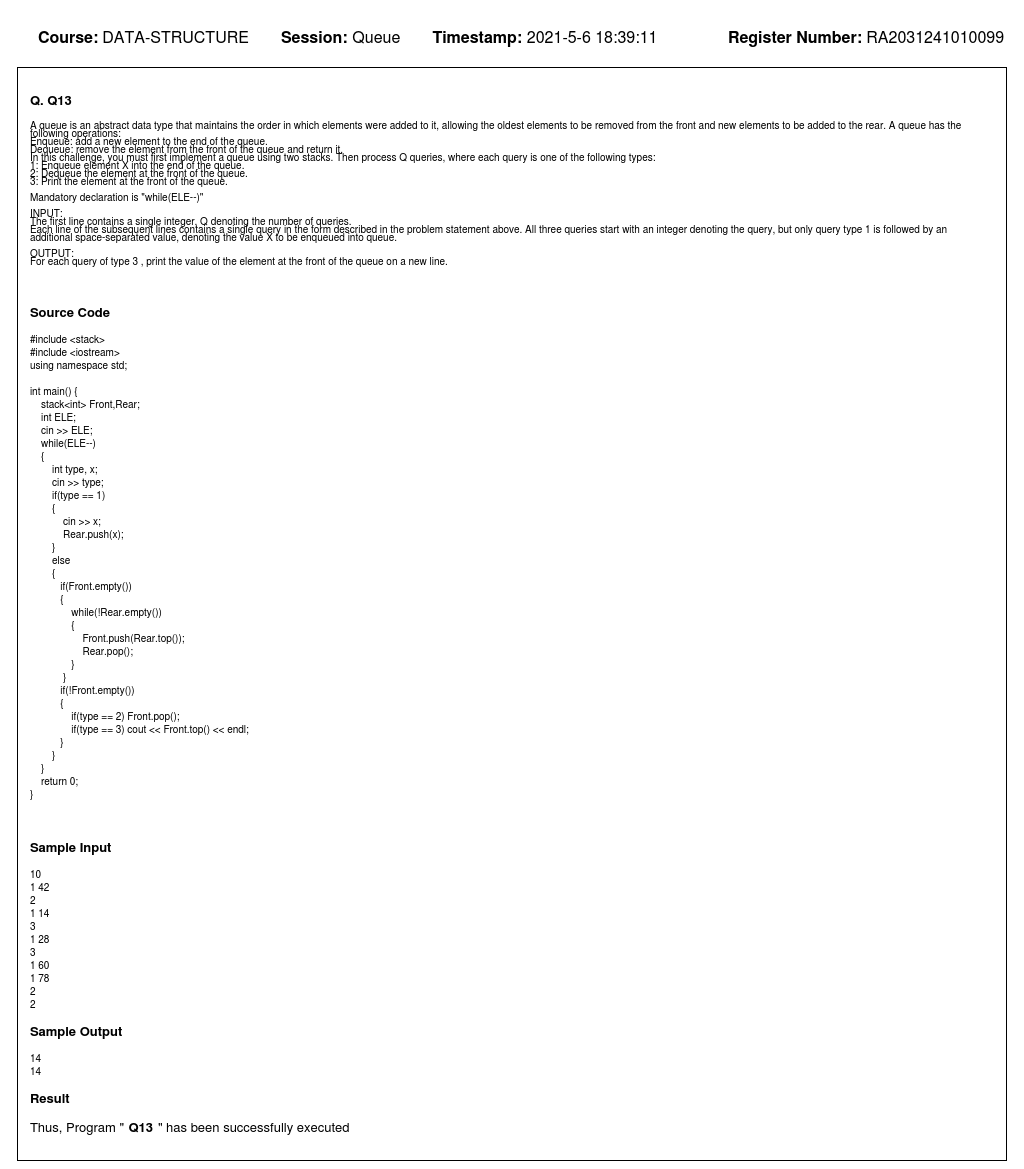 Course: DATA-STRUCTURE Session: Queue Timestamp: 2021-5-6 18:39:11 Register Number: RA2031241010099
Q. Q13
A queue is an abstract data type that maintains the order in which elements were added to it, allowing the oldest elements to be removed from the front and new elements to be added to the rear. A queue has the
following operations:
Enqueue: add a new element to the end of the queue.
Dequeue: remove the element from the front of the queue and return it.
In this challenge, you must first implement a queue using two stacks. Then process Q queries, where each query is one of the following types:
1: Enqueue element X into the end of the queue.
2: Dequeue the element at the front of the queue.
3: Print the element at the front of the queue.
Mandatory declaration is "while(ELE--)"
INPUT:
The first line contains a single integer, Q denoting the number of queries.
Each line of the subsequent lines contains a single query in the form described in the problem statement above. All three queries start with an integer denoting the query, but only query type 1 is followed by an
additional space-separated value, denoting the value X to be enqueued into queue.
OUTPUT:
For each query of type 3 , print the value of the element at the front of the queue on a new line.
Source Code
#include <stack>
#include <iostream>
using namespace std;
int main() {
stack<int> Front,Rear;
int ELE;
cin >> ELE;
while(ELE--)
{
int type, x;
cin >> type;
if(type == 1)
{
cin >> x;
Rear.push(x);
}
else
{
if(Front.empty())
{
while(!Rear.empty())
{
Front.push(Rear.top());
Rear.pop();
}
}
if(!Front.empty())
{
if(type == 2) Front.pop();
if(type == 3) cout << Front.top() << endl;
}
}
}
return 0;
}
Sample Input
10
1 42
2
1 14
3
1 28
3
1 60
1 78
2
2
Sample Output
14
14
Result
Thus, Program " Q13 " has been successfully executed